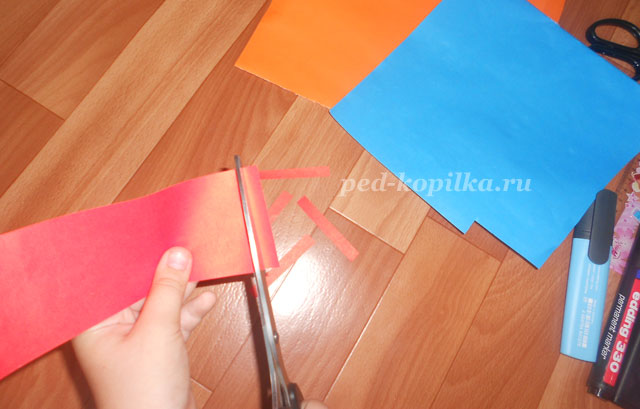 ped-kopilka.ru
edding 330
permanent marker